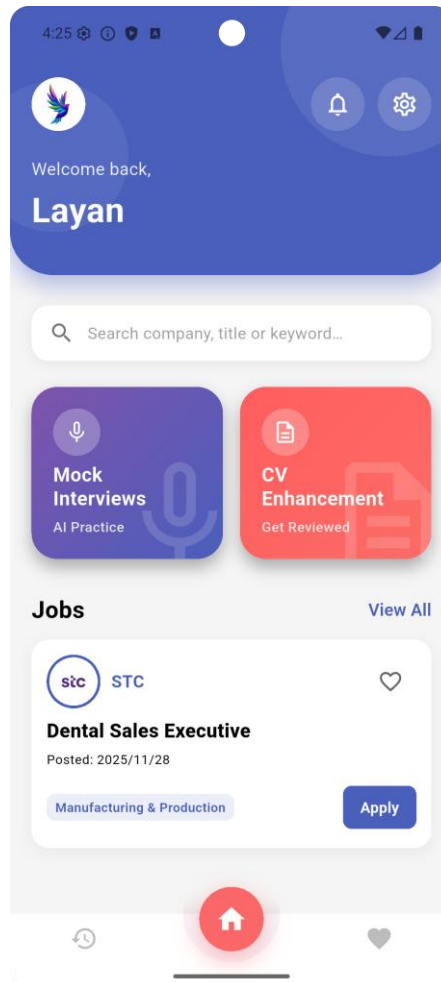 4:25
Welcome back,
Layan
Search company, title or keyword...
Mock
Interviews
AI Practice
CV
Enhancement
Get Reviewed
Jobs
View All
stc
STC
Dental Sales Executive
Posted: 2025/11/28
Manufacturing & Production
Apply